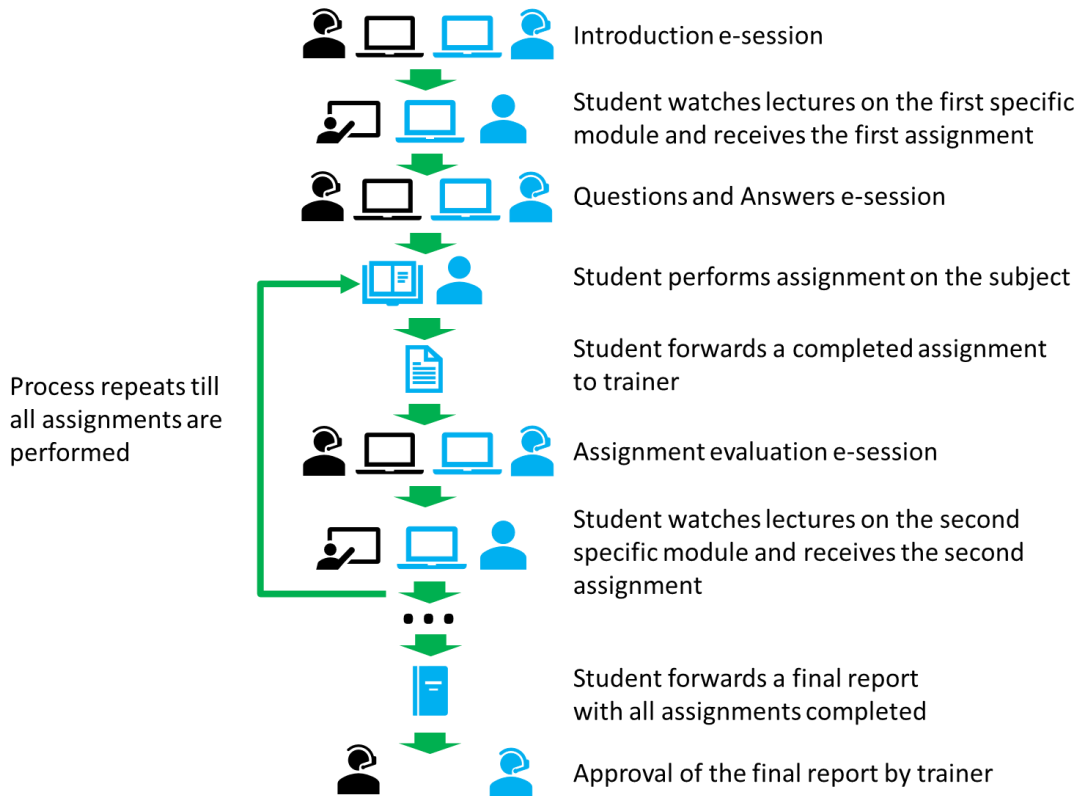 Introduction e-session
Student watches lectures on the first specific
module and receives the first assignment
Questions and Answers e-session
Student performs assignment on the subject
Student forwards a completed assignment
to trainer
Process repeats till
all assignments are
performed
Assignment evaluation e-session
Student watches lectures on the second
specific module and receives the second
assignment
...
Student forwards a final report
with all assignments completed
Approval of the final report by trainer